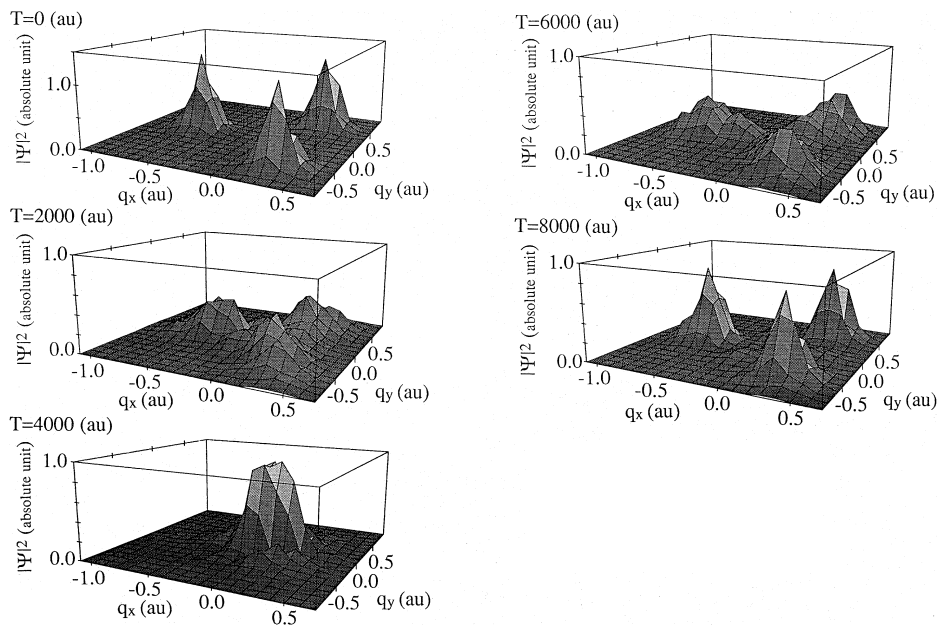 T=0 (au)
|Ψ|² (absolute unit)
1.0
0.0
-1.0
-0.5
0.0
0.5
qx (au)
-0.5
0.0
0.5
qy (au)
T=2000 (au)
|Ψ|² (absolute unit)
1.0
0.0
-1.0
-0.5
0.0
0.5
qx (au)
-0.5
0.0
0.5
qy (au)
T=4000 (au)
|Ψ|² (absolute unit)
1.0
0.0
-1.0
-0.5
0.0
0.5
qx (au)
-0.5
0.0
0.5
qy (au)
T=6000 (au)
|Ψ|² (absolute unit)
1.0
0.0
-1.0
-0.5
0.0
0.5
qx (au)
-0.5
0.0
0.5
qy (au)
T=8000 (au)
|Ψ|² (absolute unit)
1.0
0.0
-1.0
-0.5
0.0
0.5
qx (au)
-0.5
0.0
0.5
qy (au)